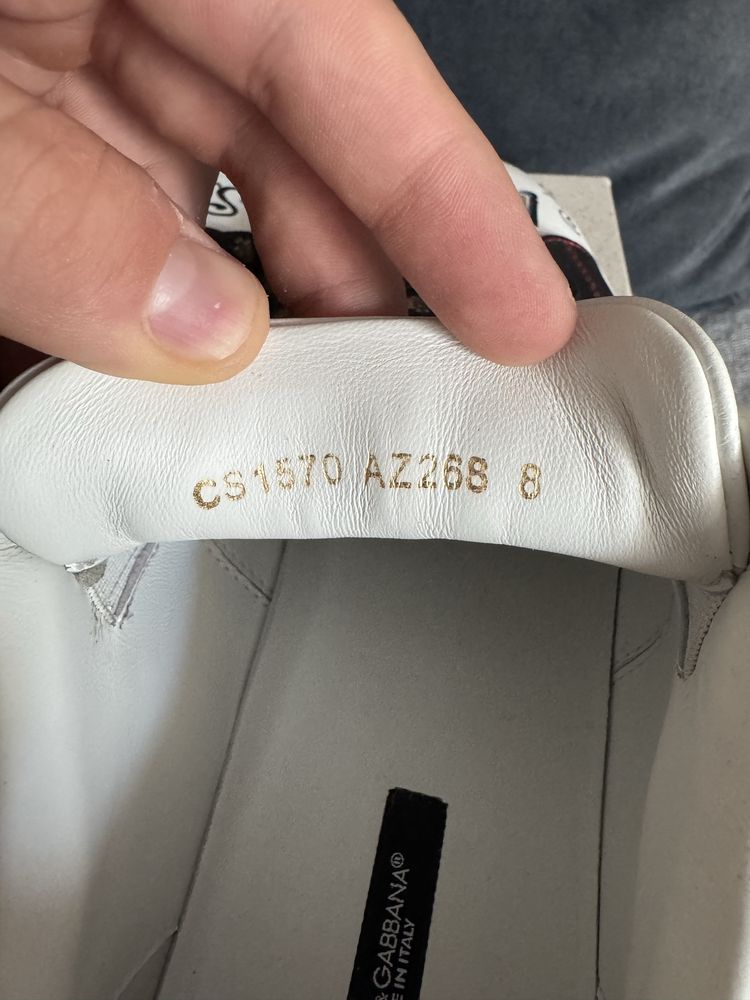 CS1570 AZ268 8
& GABBANA®
E IN ITALY